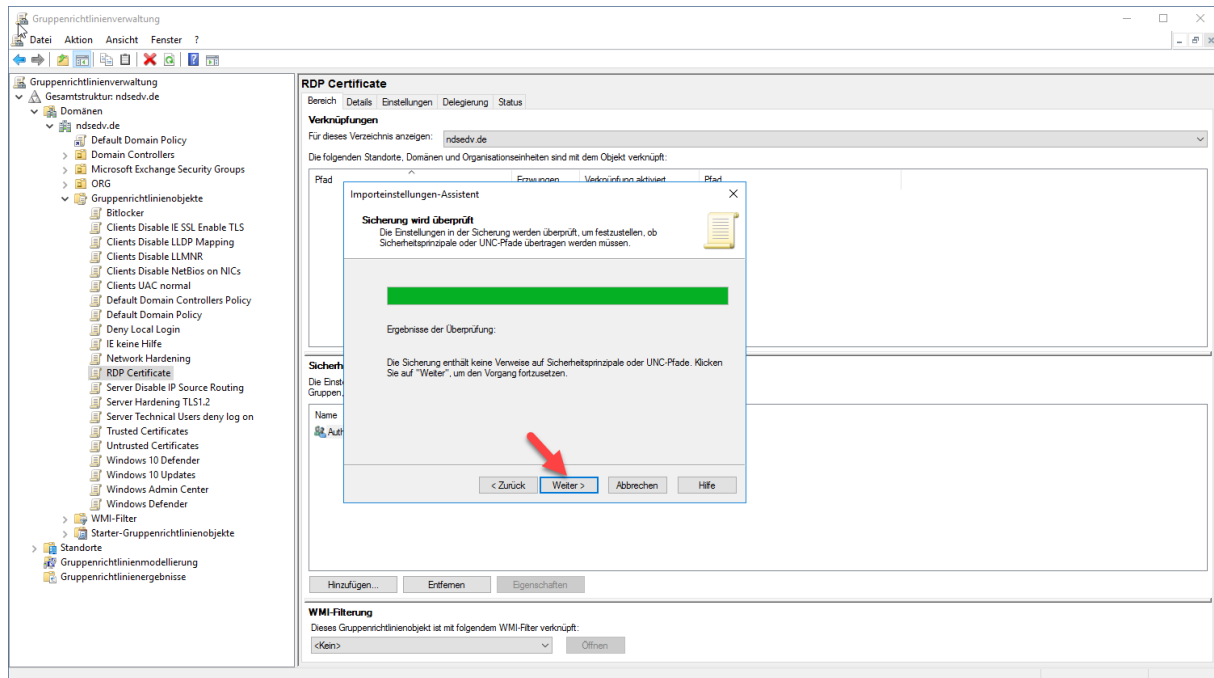 Gruppenrichtlinienverwaltung
Datei Aktion Ansicht Fenster ?
Gruppenrichtlinienverwaltung
Gesamtstruktur: ndsedv.de
Domänen
ndsedv.de
Default Domain Policy
Domain Controllers
Microsoft Exchange Security Groups
ORG
Gruppenrichtlinienobjekte
Bitlocker
Clients Disable IE SSL Enable TLS
Clients Disable LLDP Mapping
Clients Disable LLMNR
Clients Disable NetBios on NICs
Clients UAC normal
Default Domain Controllers Policy
Default Domain Policy
Deny Local Login
IE keine Hilfe
Network Hardening
RDP Certificate
Server Disable IP Source Routing
Server Hardening TLS1.2
Server Technical Users deny log on
Trusted Certificates
Untrusted Certificates
Windows 10 Defender
Windows 10 Updates
Windows Admin Center
Windows Defender
WMI-Filter
Starter-Gruppenrichtlinienobjekte
Standorte
Gruppenrichtlinienmodellierung
Gruppenrichtlinienergebnisse
RDP Certificate
Bereich Details Einstellungen Delegierung Status
Verknüpfungen
Für dieses Verzeichnis anzeigen: ndsedv.de
Die folgenden Standorte, Domänen und Organisationseinheiten sind mit dem Objekt verknüpft:
Pfad Erzwungen Verknüpfung aktiviert Pfad
Importeinstellungen-Assistent
Sicherung wird überprüft
Die Einstellungen in der Sicherung werden überprüft, um festzustellen, ob
Sicherheitsprinzipale oder UNC-Pfade übertragen werden müssen.
Ergebnisse der Überprüfung:
Die Sicherung enthält keine Verweise auf Sicherheitsprinzipale oder UNC-Pfade. Klicken
Sie auf "Weiter", um den Vorgang fortzusetzen.
< Zurück Weiter > Abbrechen Hilfe
Sicherh
Die Einst
Gruppen,
Name
Auth
Hinzufügen... Entfernen Eigenschaften
WMI-Filterung
Dieses Gruppenrichtlinienobjekt ist mit folgendem WMI-Filter verknüpft:
<Kein> Öffnen